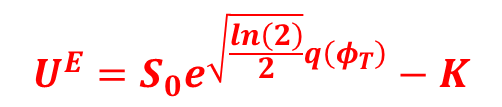 $U^E = S_0 e^{\sqrt{\frac{ln(2)}{2}} q(\phi_T)} - K$